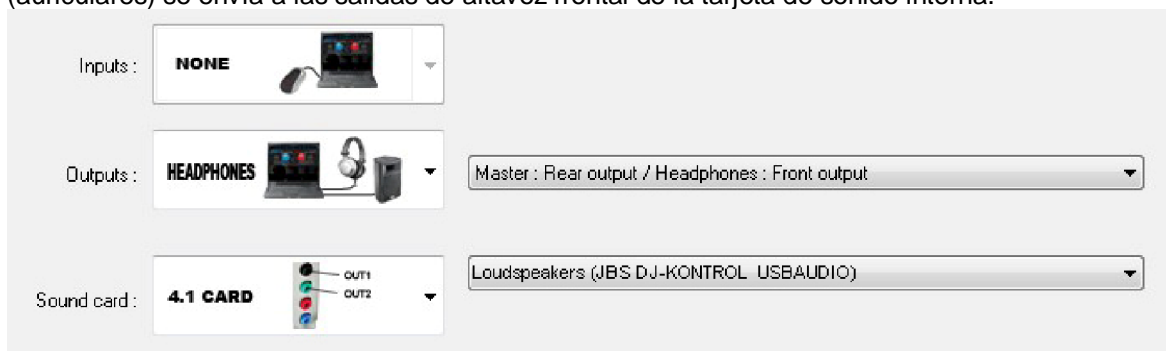 (auriculares) se envía a las salidas de altavoz frontal de la tarjeta de sonido interna.
Inputs :
NONE
Outputs :
HEADPHONES
Master : Rear output / Headphones : Front output
OUT1
Loudspeakers (JBS DJ-KONTROL USBAUDIO)
Sound card :
4.1 CARD
OUT2